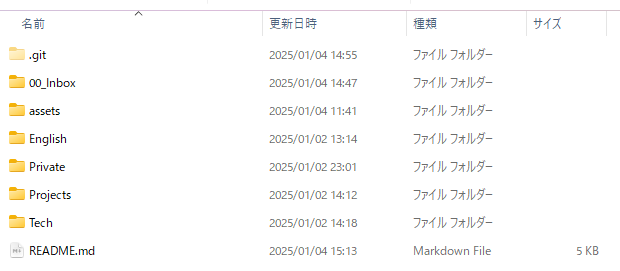 名前 更新日時 種類 サイズ
.git 2025/01/04 14:55 ファイル フォルダー
00_Inbox 2025/01/04 14:47 ファイル フォルダー
assets 2025/01/04 11:41 ファイル フォルダー
English 2025/01/02 13:14 ファイル フォルダー
Private 2025/01/02 23:01 ファイル フォルダー
Projects 2025/01/02 14:12 ファイル フォルダー
Tech 2025/01/02 14:18 ファイル フォルダー
README.md 2025/01/04 15:13 Markdown File 5 KB